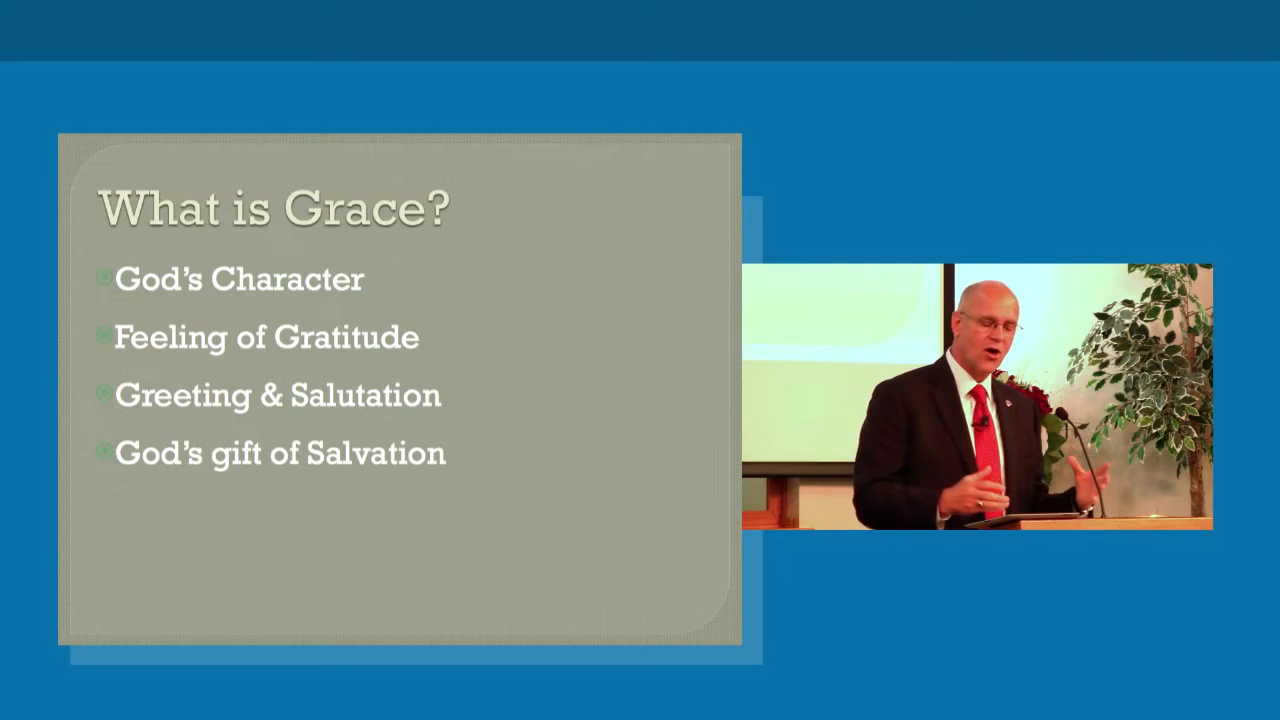 What is Grace?
God's Character
Feeling of Gratitude
Greeting & Salutation
God's gift of Salvation